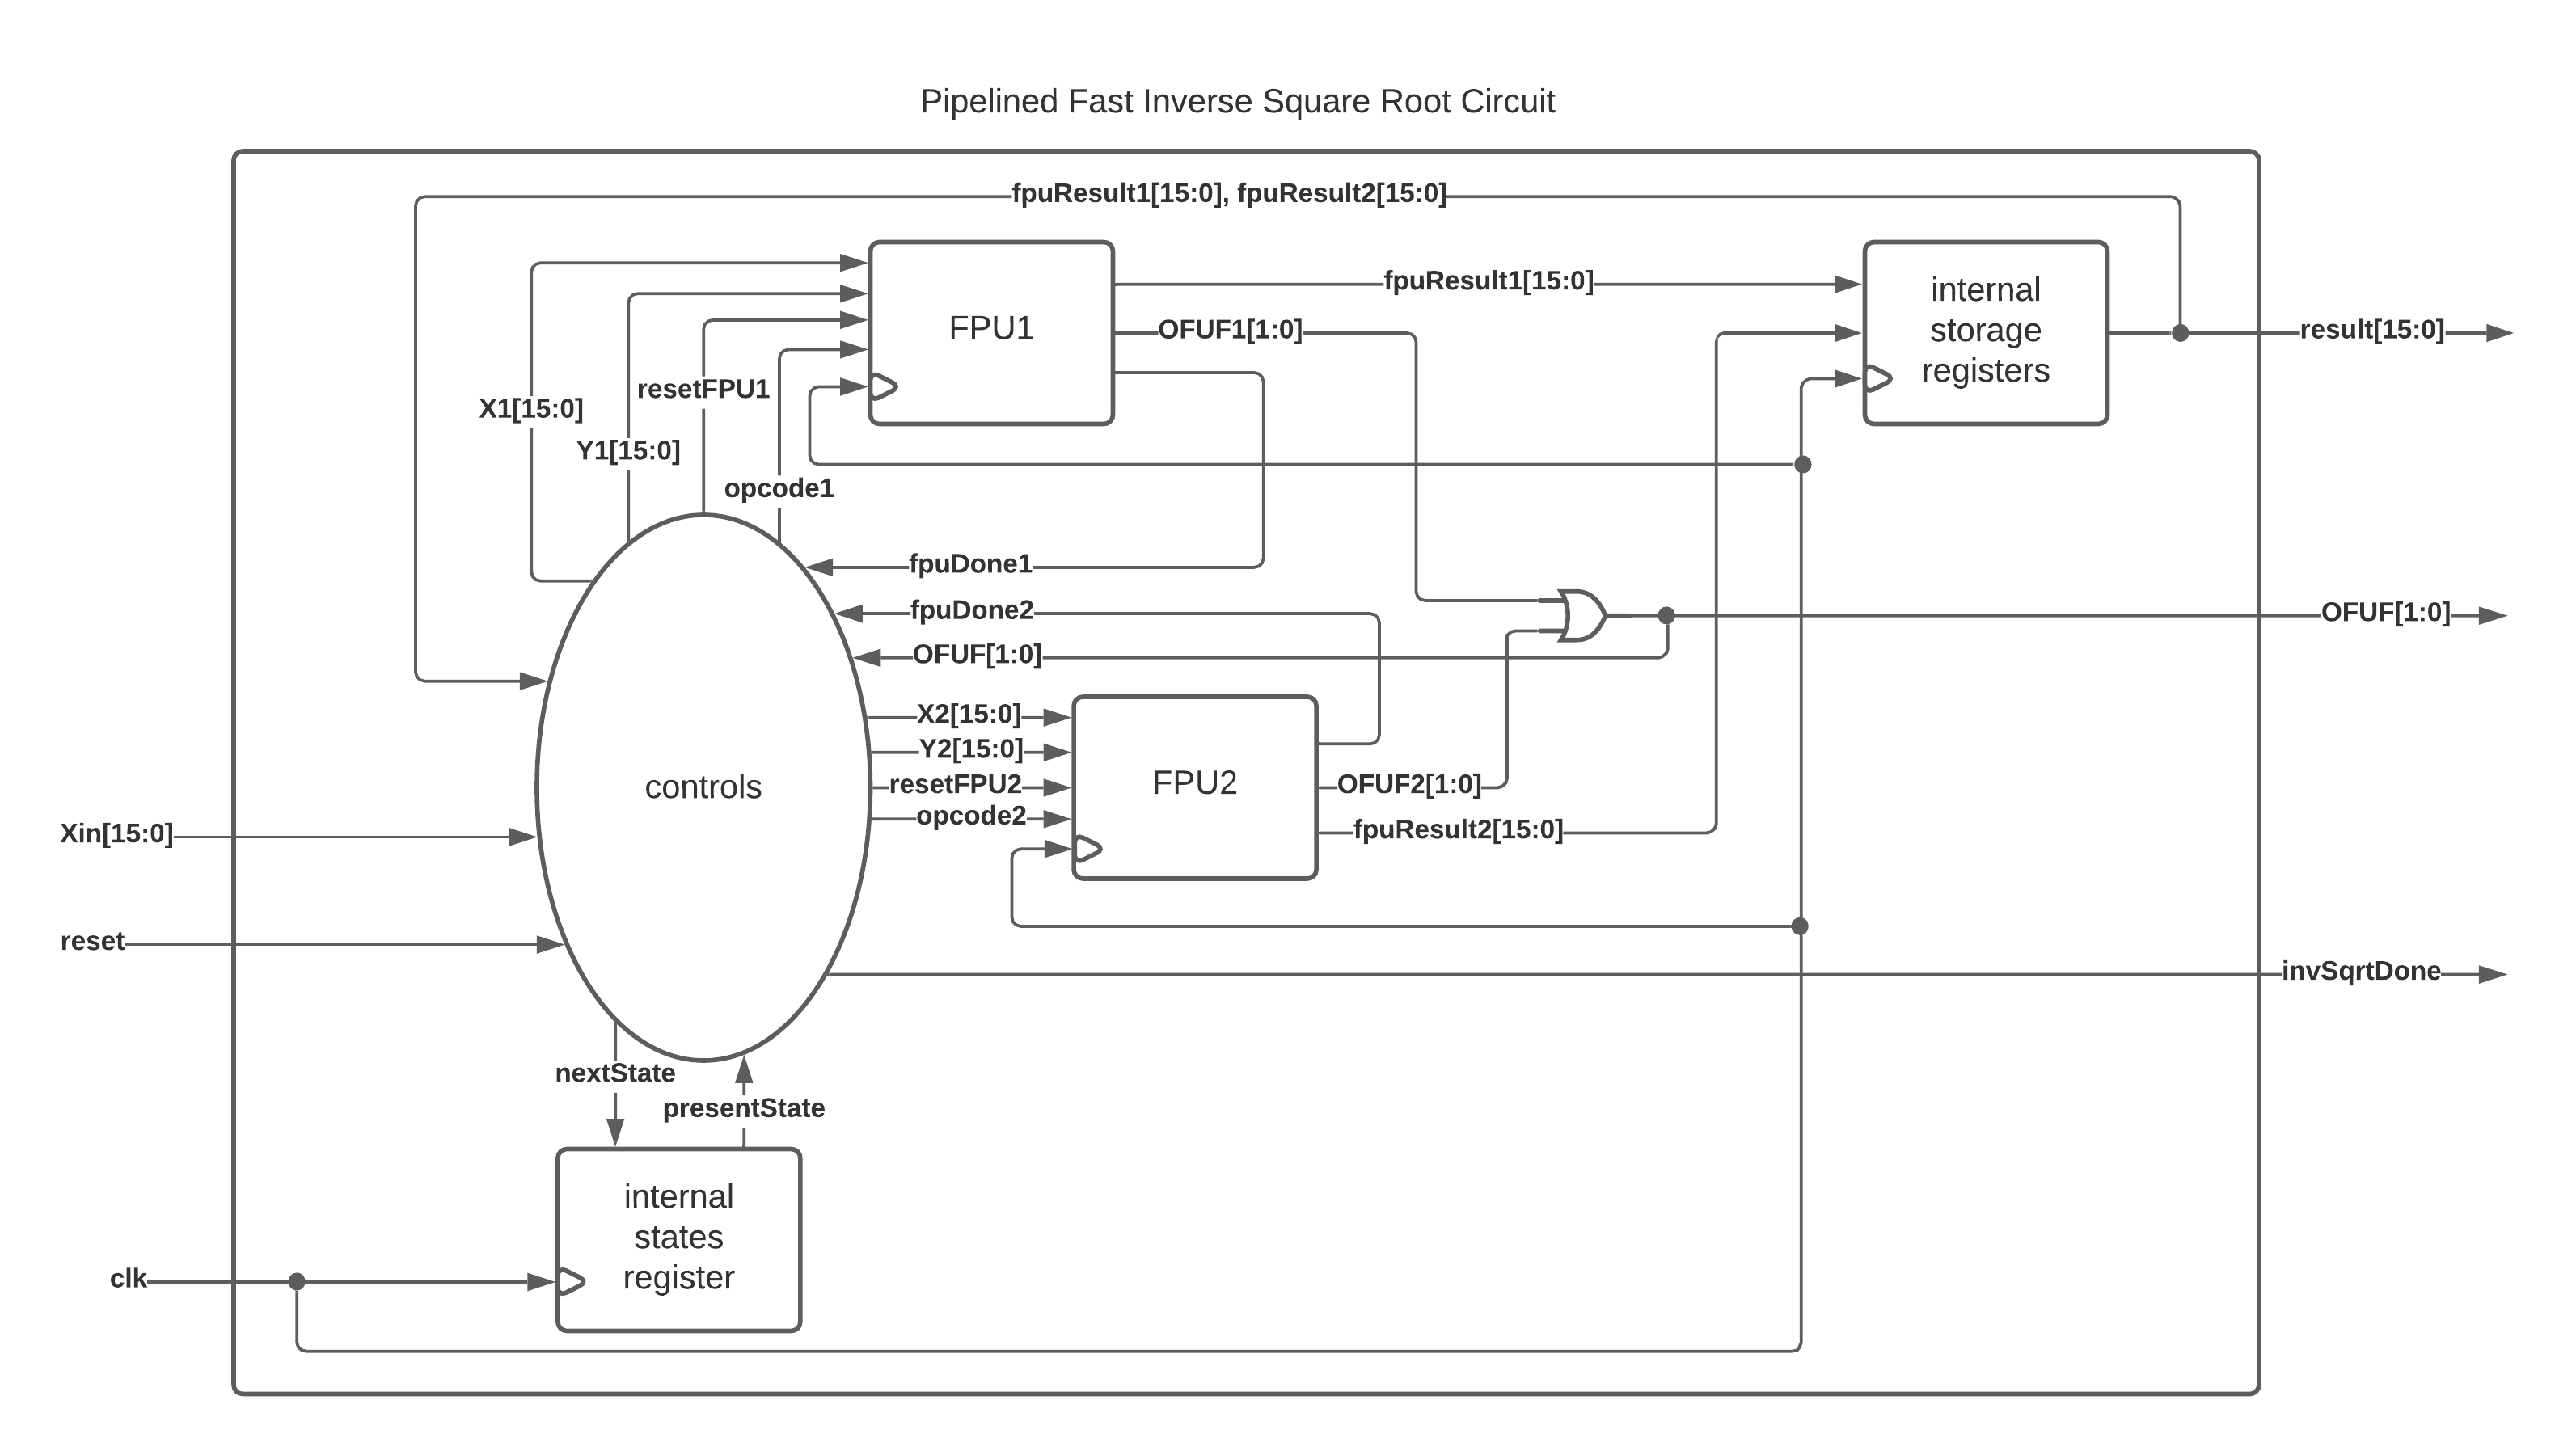 Pipelined Fast Inverse Square Root Circuit
fpuResult1[15:0], fpuResult2[15:0]
FPU1
fpuResult1[15:0]
internal
storage
registers
OFUF1[1:0]
result[15:0]
resetFPU1
X1[15:0]
Y1[15:0]
opcode1
fpuDone1
fpuDone2
OFUF[1:0]
OFUF[1:0]
X2[15:0]
Y2[15:0]
resetFPU2
opcode2
FPU2
OFUF2[1:0]
fpuResult2[15:0]
controls
Xin[15:0]
reset
invSqrtDone
nextState
presentState
internal
states
register
clk